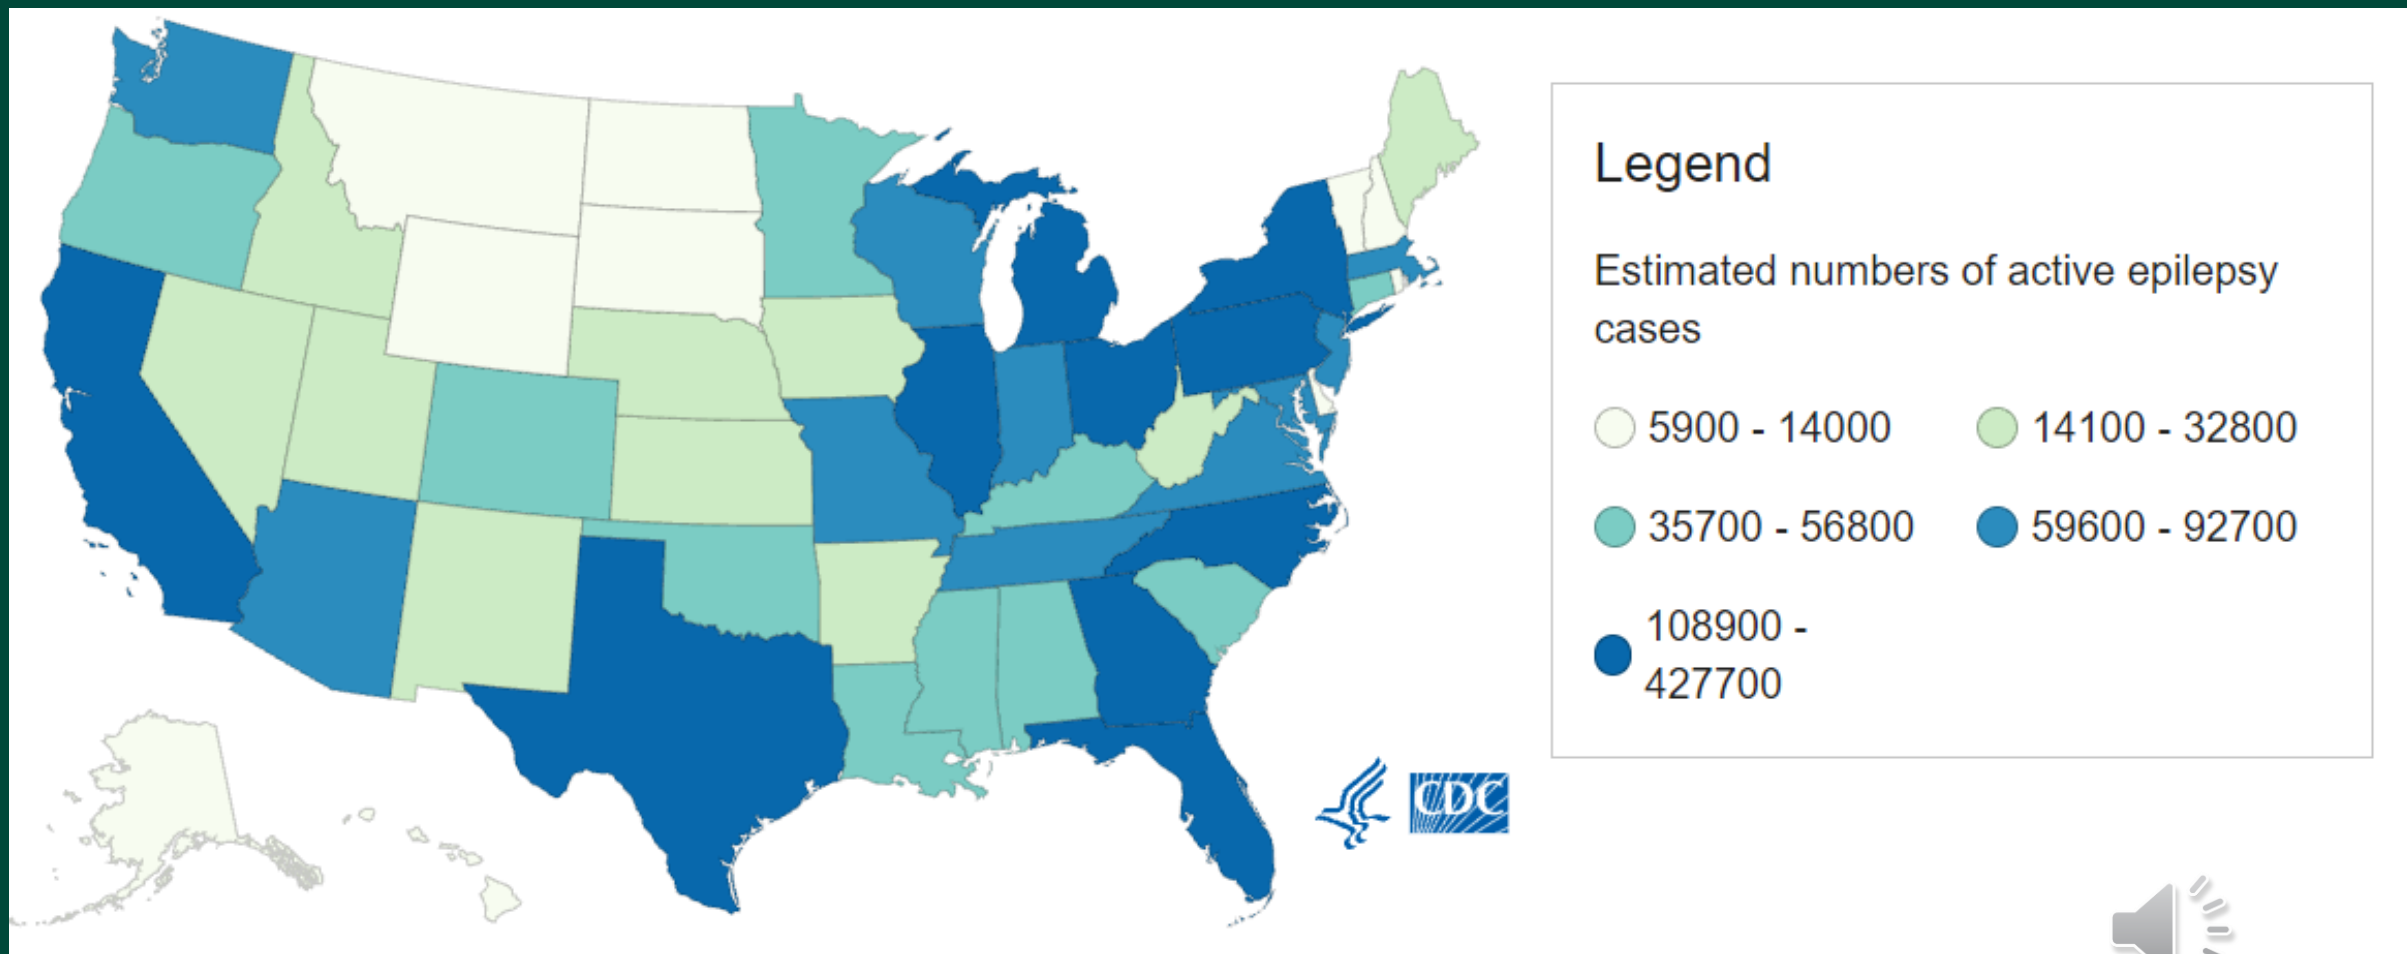 Legend
Estimated numbers of active epilepsy
cases
5900 - 14000
14100 - 32800
35700 - 56800
59600 - 92700
108900 -
427700
CDC